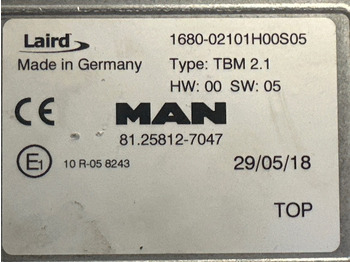 Laird 1680-02101H00S05
Made in Germany Type: TBM 2.1
HW: 00 SW: 05
CE MAN
81.25812-7047
E1 10 R-05 8243 29/05/18
TOP